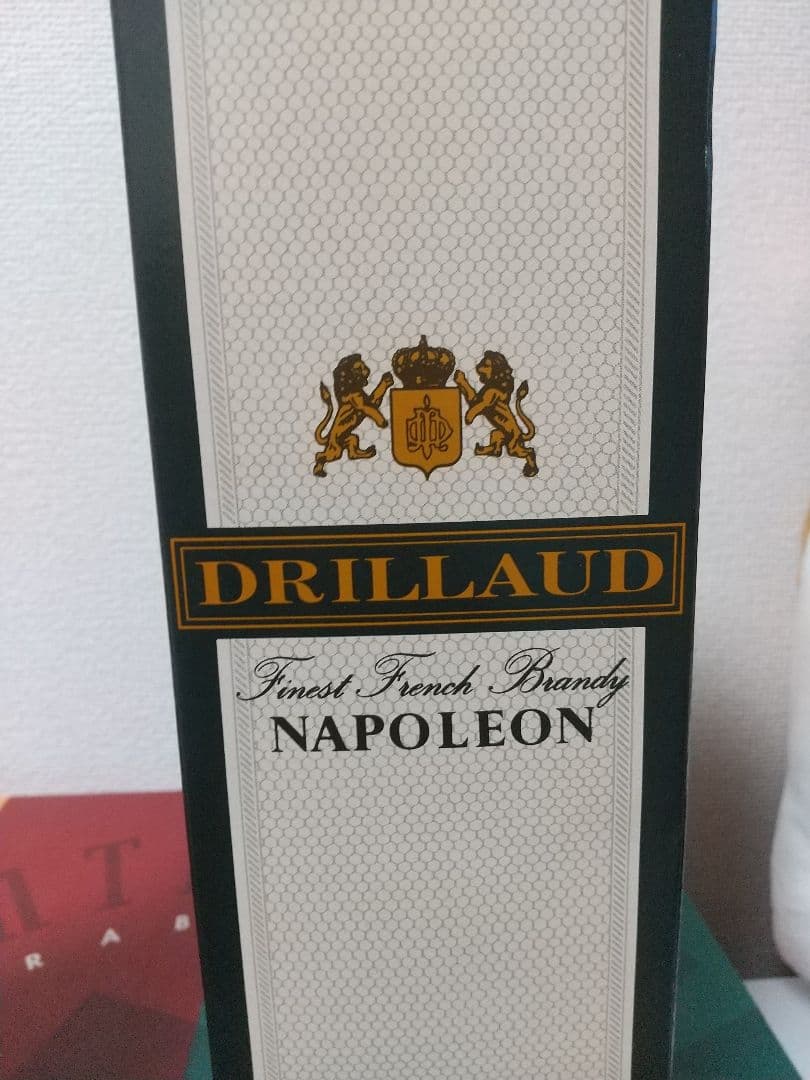 DRILLAUD
Finest French Brandy
NAPOLEON